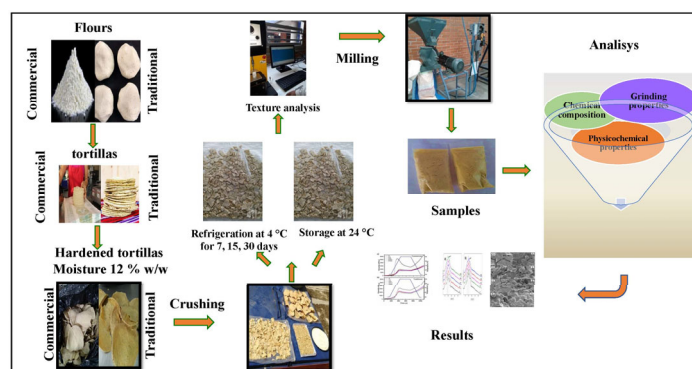 Flours
Commercial
Traditional
tortillas
Commercial
Traditional
Hardened tortillas
Moisture 12 % w/w
Commercial
Traditional
Crushing
Refrigeration at 4 °C
for 7, 15, 30 days
Storage at 24 °C
Texture analysis
Milling
Samples
Analisys
Chemical
composition
Grinding
properties
Physicochemical
properties
Results